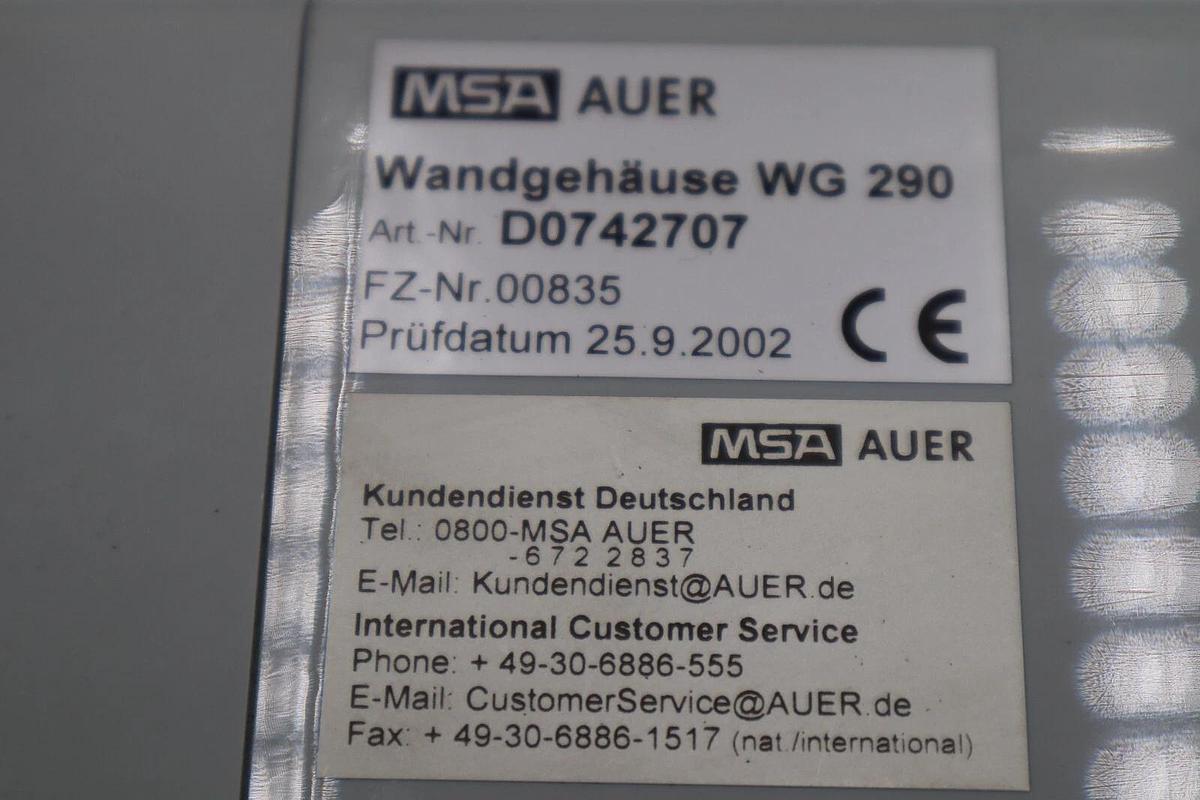 MSA AUER
Wandgehäuse WG 290
Art.-Nr. D0742707
FZ-Nr.00835
Prüfdatum 25.9.2002
CE
MSA AUER
Kundendienst Deutschland
Tel.: 0800-MSA AUER
-672 2837
E-Mail: Kundendienst@AUER.de
International Customer Service
Phone: + 49-30-6886-555
E-Mail: CustomerService@AUER.de
Fax: + 49-30-6886-1517 (nat./international)